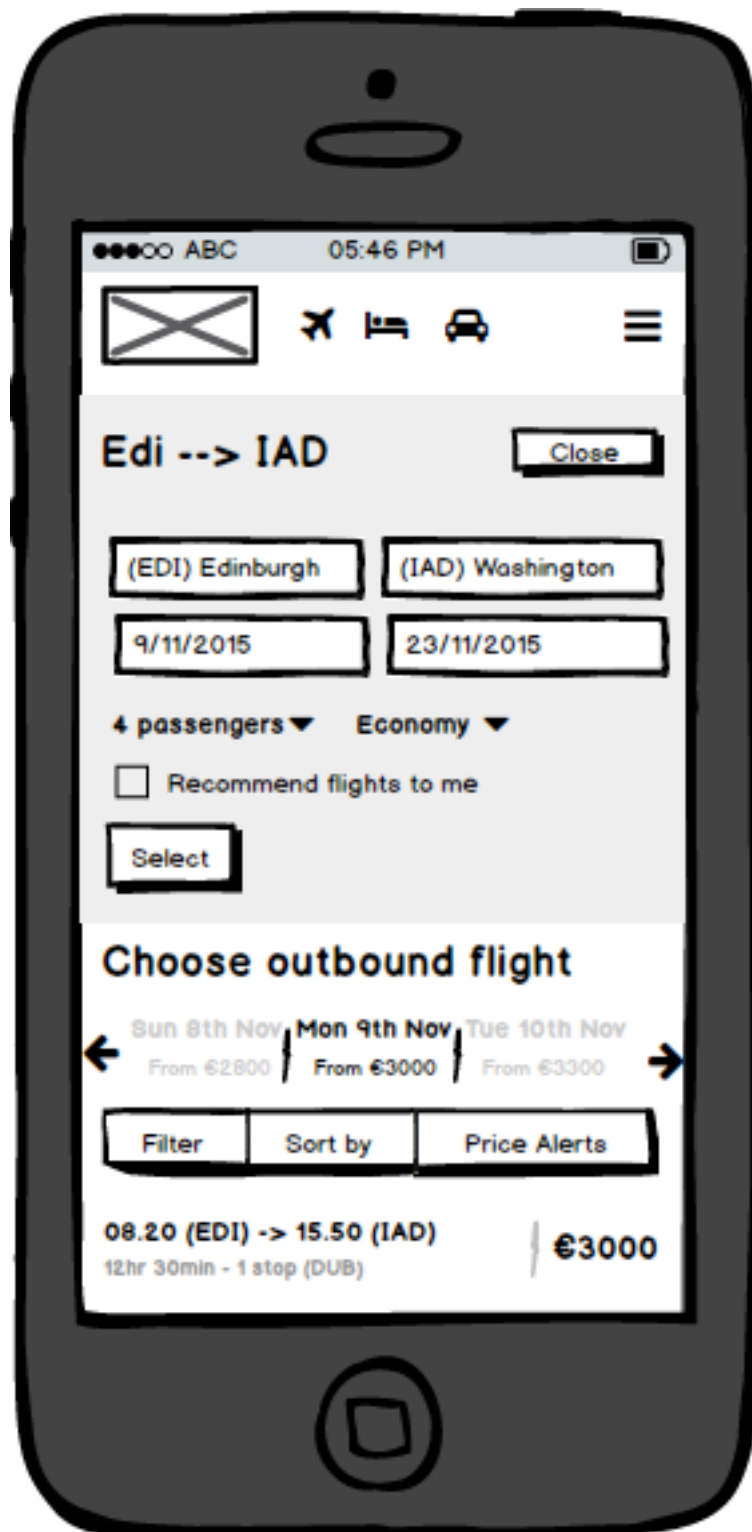 ABC 05:46 PM
Edi --> IAD Close
(EDI) Edinburgh (IAD) Washington
9/11/2015 23/11/2015
4 passengers Economy
Recommend flights to me
Select
Choose outbound flight
Sun 8th Nov Mon 9th Nov Tue 10th Nov
From €2800 From €3000 From €3300
Filter Sort by Price Alerts
08.20 (EDI) -> 15.50 (IAD) €3000
12hr 30min - 1 stop (DUB)